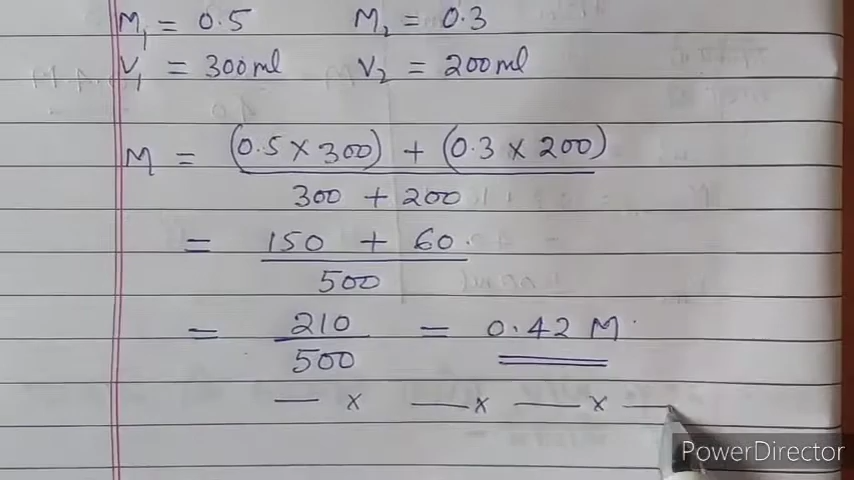 M₁ = 0.5 M₂ = 0.3
V₁ = 300ml V₂ = 200ml
M = (0.5 × 300) + (0.3 × 200)
300 + 200
= 150 + 60.
500
= 210 = 0.42 M.
500
— x — x — x —
PowerDirector